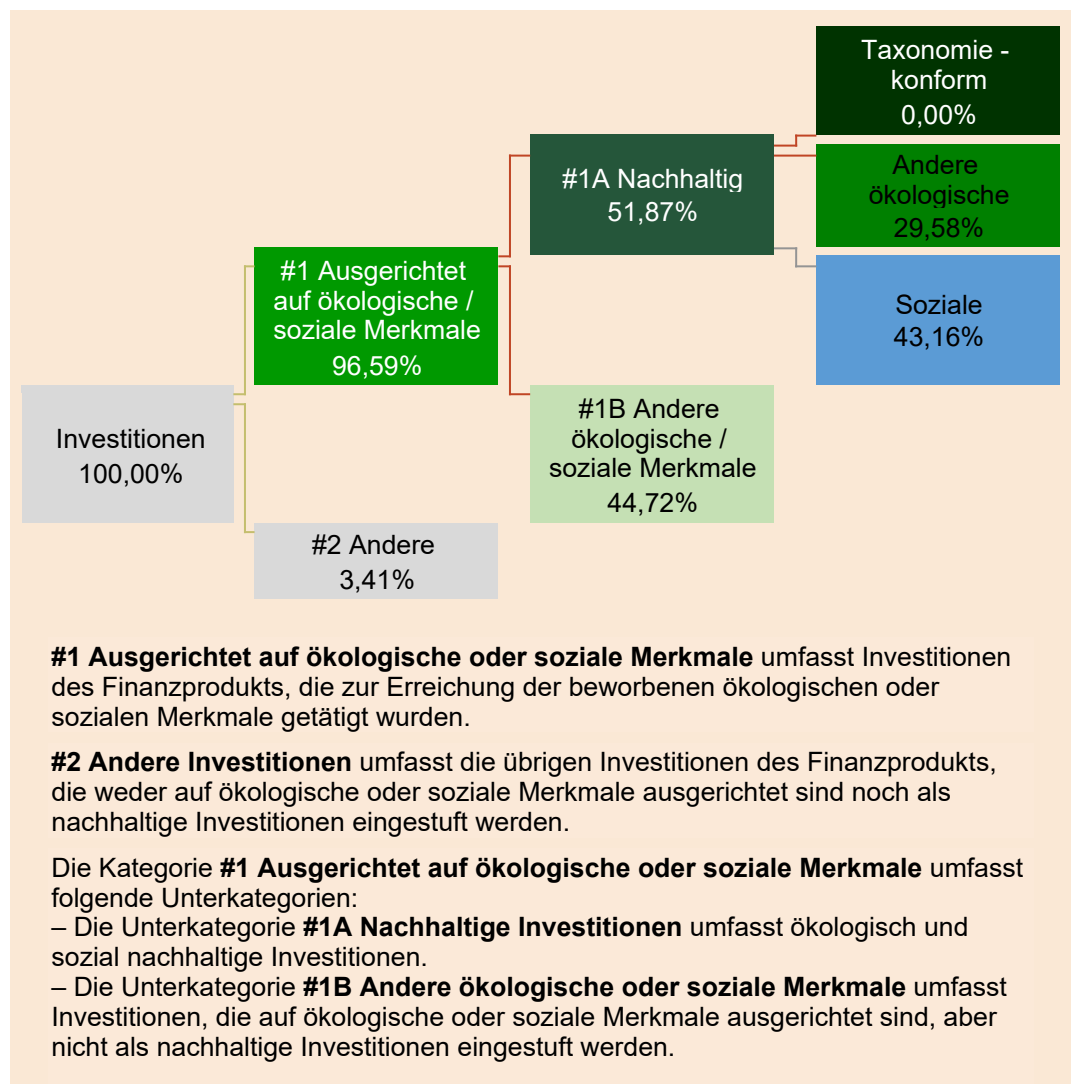 Taxonomie -
konform
0,00%
#1A Nachhaltig
51,87%
Andere
ökologische
29,58%
#1 Ausgerichtet
auf ökologische /
soziale Merkmale
96,59%
Soziale
43,16%
Investitionen
100,00%
#1B Andere
ökologische /
soziale Merkmale
44,72%
#2 Andere
3,41%
#1 Ausgerichtet auf ökologische oder soziale Merkmale umfasst Investitionen
des Finanzprodukts, die zur Erreichung der beworbenen ökologischen oder
sozialen Merkmale getätigt wurden.
#2 Andere Investitionen umfasst die übrigen Investitionen des Finanzprodukts,
die weder auf ökologische oder soziale Merkmale ausgerichtet sind noch als
nachhaltige Investitionen eingestuft werden.
Die Kategorie #1 Ausgerichtet auf ökologische oder soziale Merkmale umfasst
folgende Unterkategorien:
– Die Unterkategorie #1A Nachhaltige Investitionen umfasst ökologisch und
sozial nachhaltige Investitionen.
– Die Unterkategorie #1B Andere ökologische oder soziale Merkmale umfasst
Investitionen, die auf ökologische oder soziale Merkmale ausgerichtet sind, aber
nicht als nachhaltige Investitionen eingestuft werden.